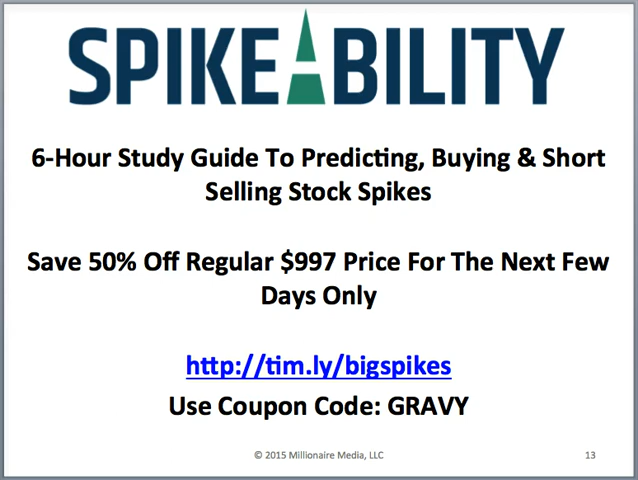 SPIKEABILITY
6-Hour Study Guide To Predicting, Buying & Short
Selling Stock Spikes
Save 50% Off Regular $997 Price For The Next Few
Days Only
http://tim.ly/bigspikes
Use Coupon Code: GRAVY
© 2015 Millionaire Media, LLC
13